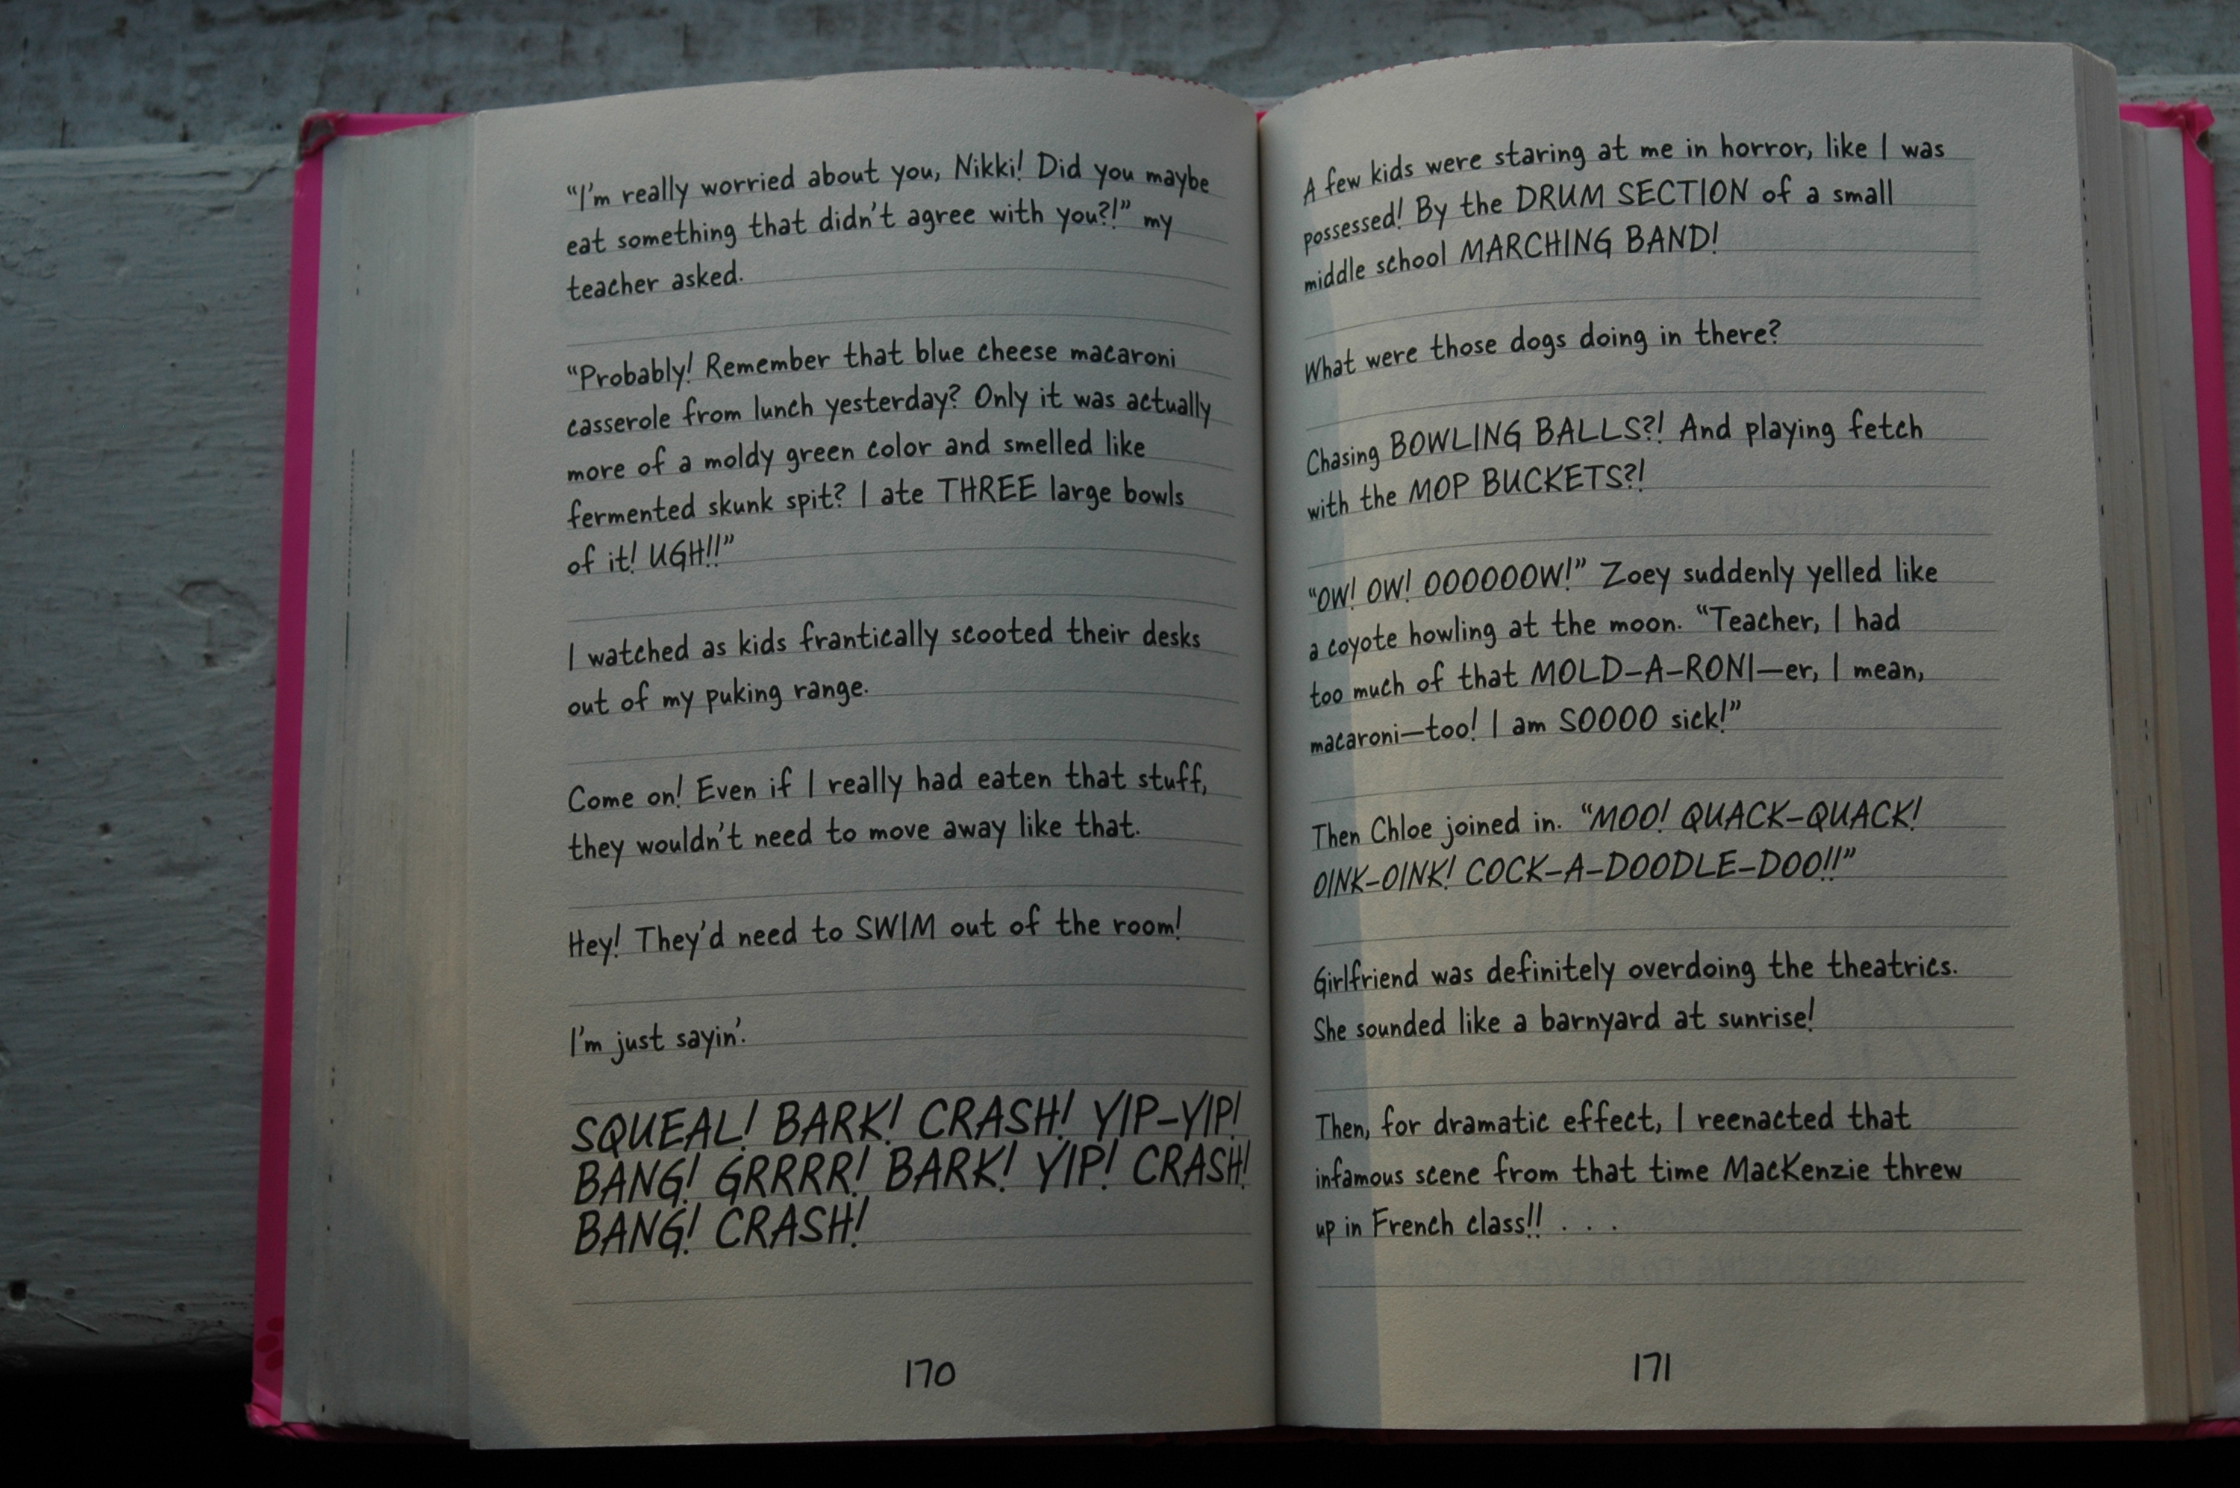 "I'm really worried about you, Nikki! Did you maybe
eat something that didn't agree with you?!" my
teacher asked.
"Probably! Remember that blue cheese macaroni
casserole from lunch yesterday? Only it was actually
more of a moldy green color and smelled like
fermented skunk spit? I ate THREE large bowls
of it! UGH!!"
I watched as kids frantically scooted their desks
out of my puking range.
Come on! Even if I really had eaten that stuff,
they wouldn't need to move away like that.
Hey! They'd need to SWIM out of the room!
I'm just sayin'.
SQUEAL! BARK! CRASH! YIP-YIP!
BANG! GRRRR! BARK! YIP! CRASH!
BANG! CRASH!
170
A few kids were staring at me in horror, like I was
possessed! By the DRUM SECTION of a small
middle school MARCHING BAND!
What were those dogs doing in there?
Chasing BOWLING BALLS?! And playing fetch
with the MOP BUCKETS?!
"OW! OW! OOOOOOW!" Zoey suddenly yelled like
a coyote howling at the moon. "Teacher, I had
too much of that MOLD-A-RONI—er, I mean,
macaroni—too! I am SOOOO sick!"
Then Chloe joined in. "MOO! QUACK-QUACK!
OINK-OINK! COCK-A-DOODLE-DOO!!"
Girlfriend was definitely overdoing the theatrics.
She sounded like a barnyard at sunrise!
Then, for dramatic effect, I reenacted that
infamous scene from that time MacKenzie threw
up in French class!! . . .
171